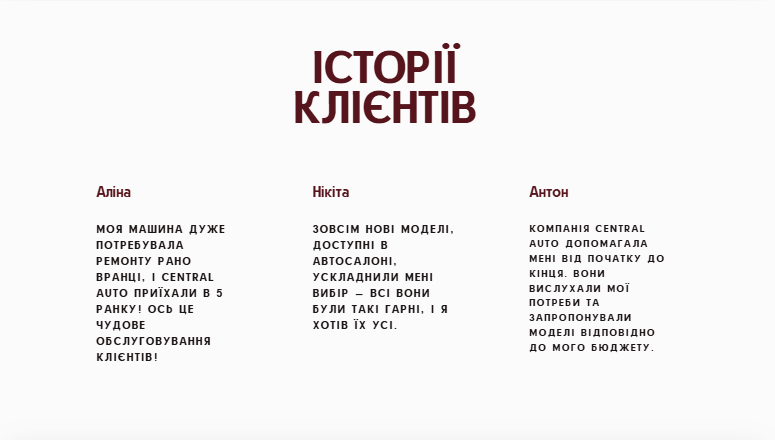 ІСТОРІЇ
КЛІЄНТІВ
Аліна
МОЯ МАШИНА ДУЖЕ
ПОТРЕБУВАЛА
РЕМОНТУ РАНО
ВРАНЦІ, І CENTRAL
AUTO ПРИЇХАЛИ В 5
РАНКУ! ОСЬ ЦЕ
ЧУДОВЕ
ОБСЛУГОВУВАННЯ
КЛІЄНТІВ!
Нікіта
ЗОВСІМ НОВІ МОДЕЛІ,
ДОСТУПНІ В
АВТОСАЛОНІ,
УСКЛАДНИЛИ МЕНІ
ВИБІР – ВСІ ВОНИ
БУЛИ ТАКІ ГАРНІ, І Я
ХОТІВ ЇХ УСІ.
Антон
КОМПАНІЯ CENTRAL
AUTO ДОПОМАГАЛА
МЕНІ ВІД ПОЧАТКУ ДО
КІНЦЯ. ВОНИ
ВИСЛУХАЛИ МОЇ
ПОТРЕБИ ТА
ЗАПРОПОНУВАЛИ
МОДЕЛІ ВІДПОВІДНО
ДО МОГО БЮДЖЕТУ.